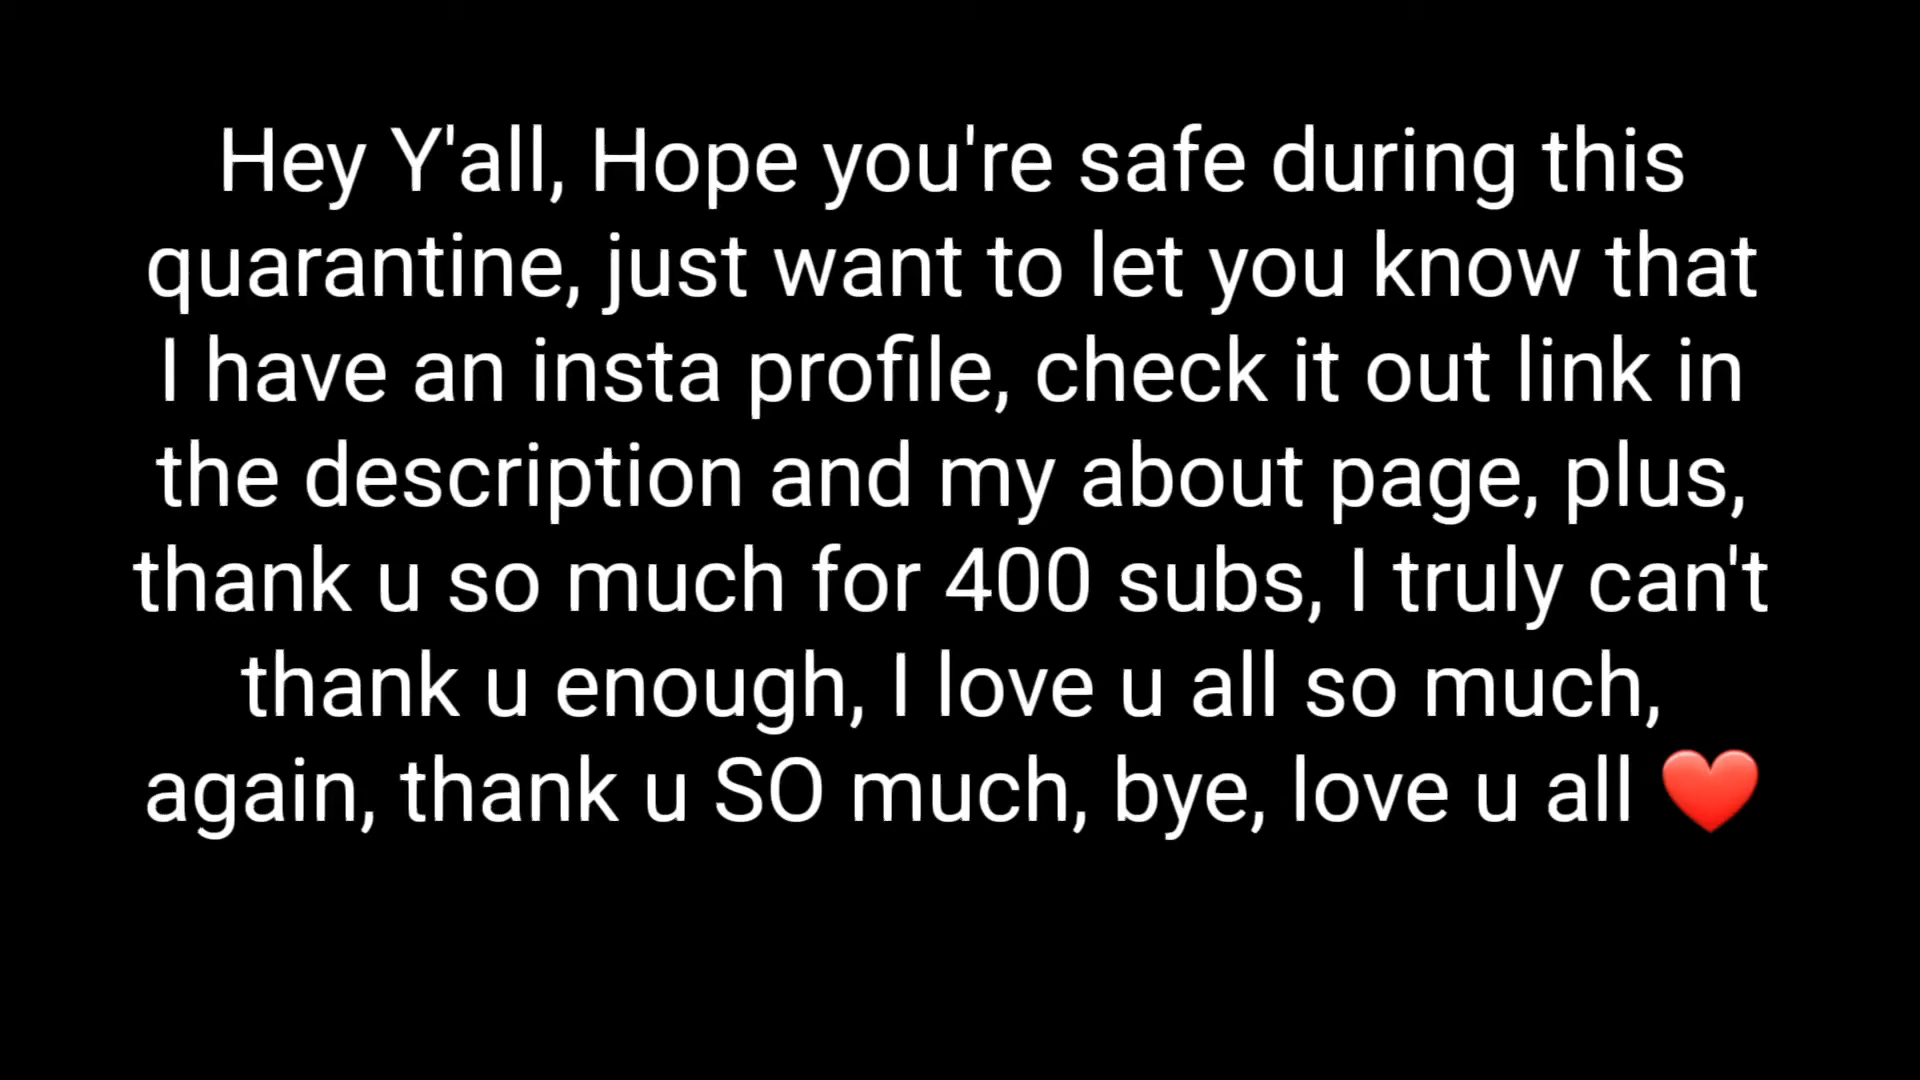 Hey Y'all, Hope you're safe during this
quarantine, just want to let you know that
I have an insta profile, check it out link in
the description and my about page, plus,
thank u so much for 400 subs, I truly can't
thank u enough, I love u all so much,
again, thank u SO much, bye, love u all ❤️